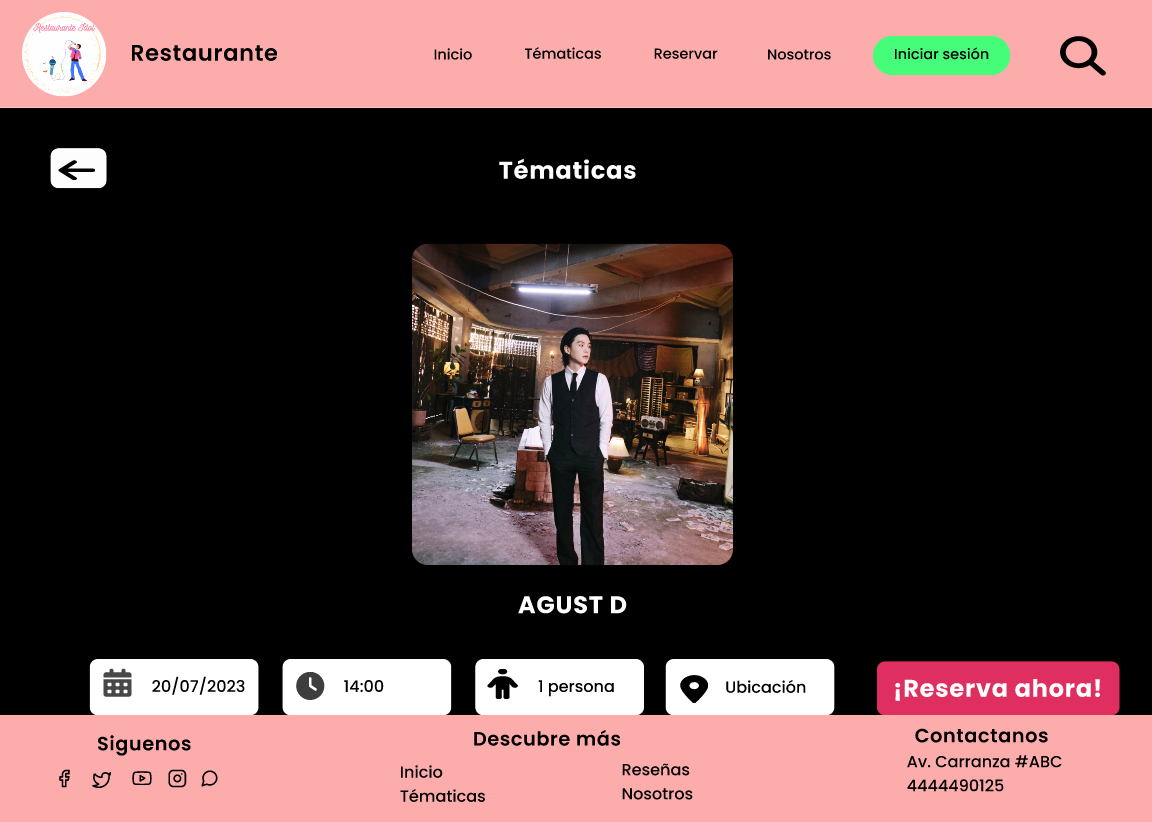 Restaurante Idol
Restaurante
Inicio
Tématicas
Reservar
Nosotros
Iniciar sesión
Tématicas
AGUST D
20/07/2023
14:00
1 persona
Ubicación
¡Reserva ahora!
Siguenos
Descubre más
Inicio
Tématicas
Reseñas
Nosotros
Contactanos
Av. Carranza #ABC
4444490125